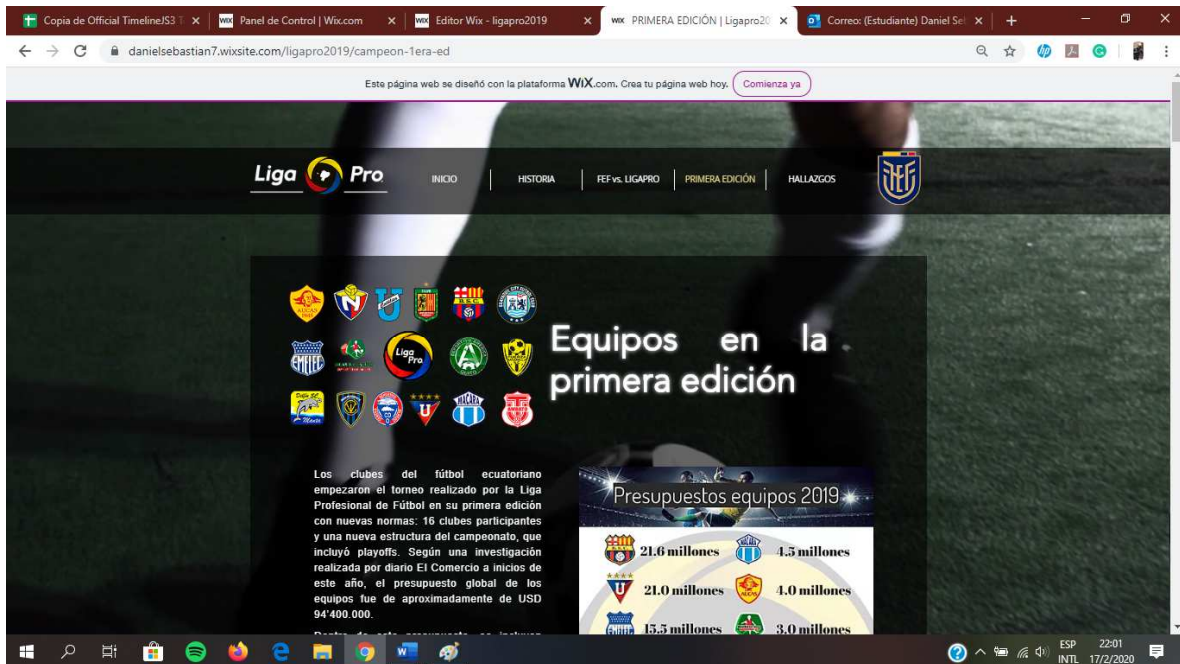 Copia de Official TimelineJS3 T
Panel de Control | Wix.com
Editor Wix - ligapro2019
PRIMERA EDICIÓN | Ligapro20
Correo: (Estudiante) Daniel Se
danielsebastian7.wixsite.com/ligapro2019/campeon-1era-ed
Este página web se diseñó con la plataforma WiX.com. Crea tu página web hoy. Comienza ya
Liga Pro INICIO HISTORIA FEF vs. LIGAPRO PRIMERA EDICIÓN HALLAZGOS
Equipos en la
primera edición
Los clubes del fútbol ecuatoriano
empezaron el torneo realizado por la Liga
Profesional de Fútbol en su primera edición
con nuevas normas: 16 clubes participantes
y una nueva estructura del campeonato, que
incluyó playoffs. Según una investigación
realizada por diario El Comercio a inicios de
este año, el presupuesto global de los
equipos fue de aproximadamente de USD
94'400.000.
Presupuestos equipos 2019
21.6 millones 4.5 millones
21.0 millones 4.0 millones
15.5 millones 3.0 millones
ESP 22:01
INTL 17/2/2020